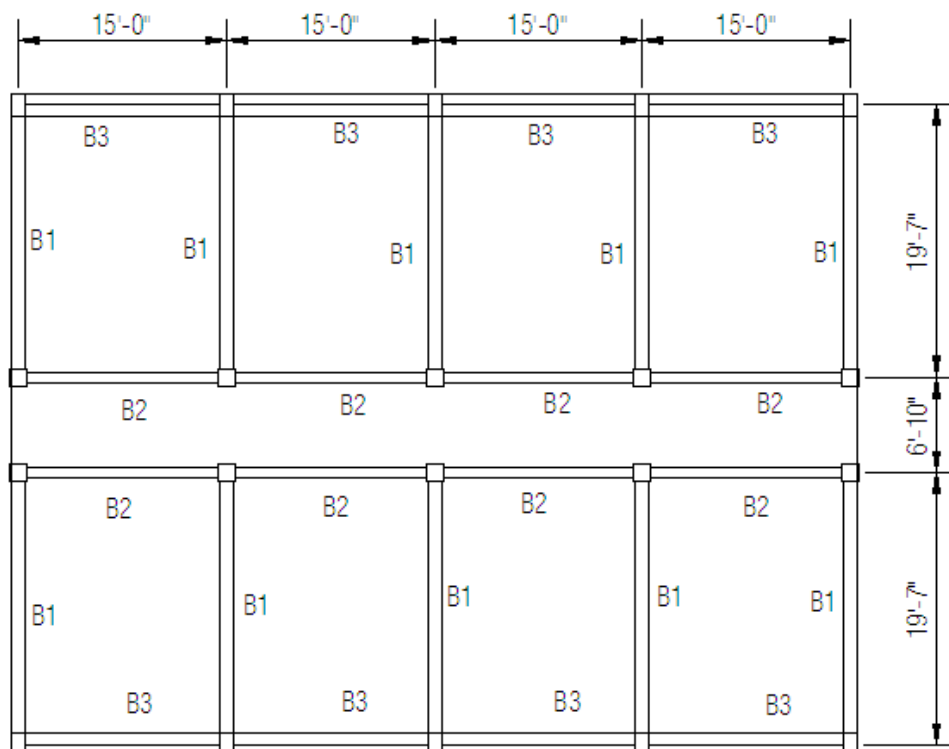 15'-0" 15'-0" 15'-0" 15'-0"
B3 B3 B3 B3
B1 B1 B1 B1 B1
19'-7"
B2 B2 B2 B2
6'-10"
B2 B2 B2 B2
B1 B1 B1 B1 B1
19'-7"
B3 B3 B3 B3